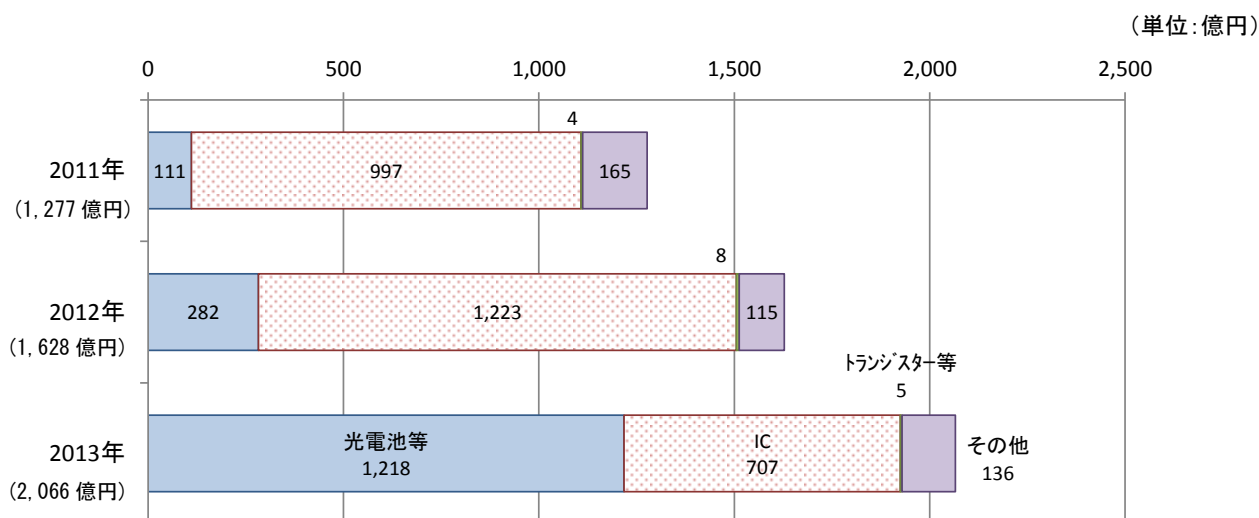 （単位：億円）
0 500 1,000 1,500 2,000 2,500
4
2011年 111 997 165
（1,277 億円）
8
2012年 282 1,223 115
（1,628 億円）
ﾄﾗﾝｼﾞｽﾀｰ等
5
2013年 光電池等 IC その他
1,218 707 136
（2,066 億円）